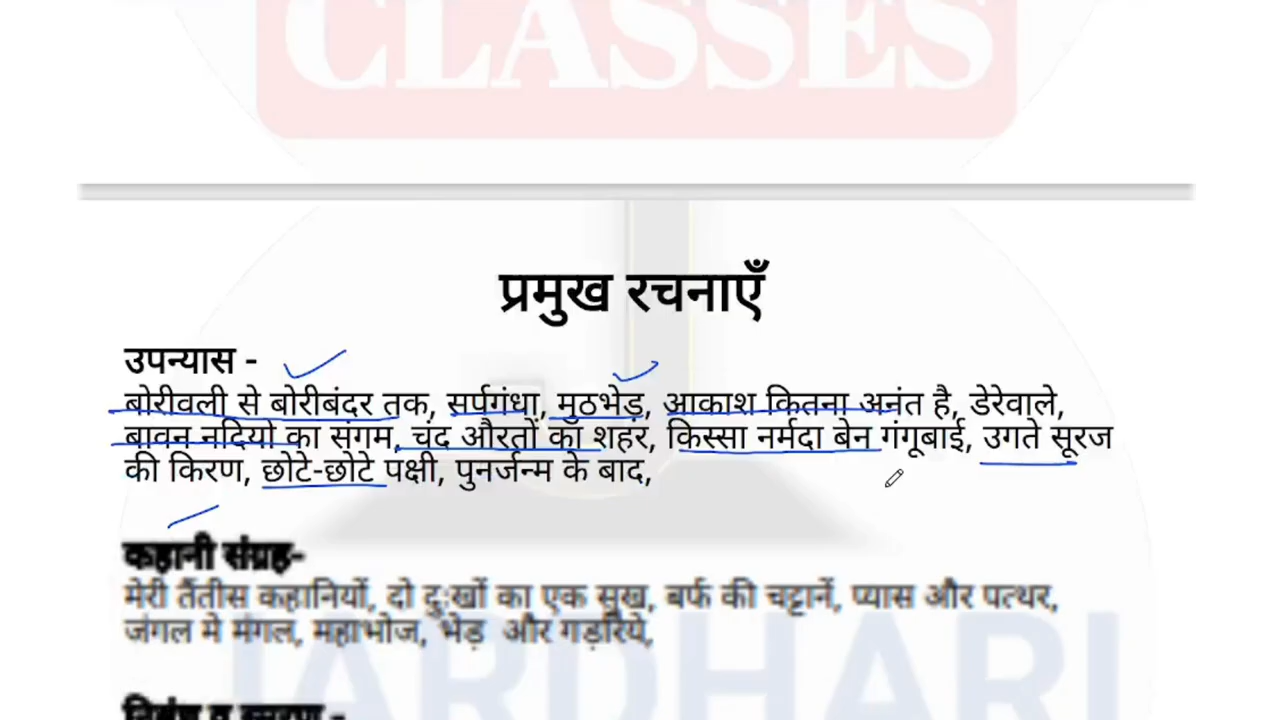 CLASSES
प्रमुख रचनाएँ
उपन्यास -
बोरीवली से बोरीबंदर तक, सर्पगंधा, मुठभेड़, आकाश कितना अनंत है, डेरेवाले,
बावन नदियो का संगम, चंद औरतों का शहर, किस्सा नर्मदा बेन गंगूबाई, उगते सूरज
की किरण, छोटे-छोटे पक्षी, पुनर्जन्म के बाद,
कहानी संग्रह-
मेरी तैंतीस कहानियों, दो दुःखों का एक सुख, बर्फ की चट्टानें, प्यास और पत्थर,
जंगल मे मंगल, महाभोज, भेड़ और गड़रिये,
JARDHARI